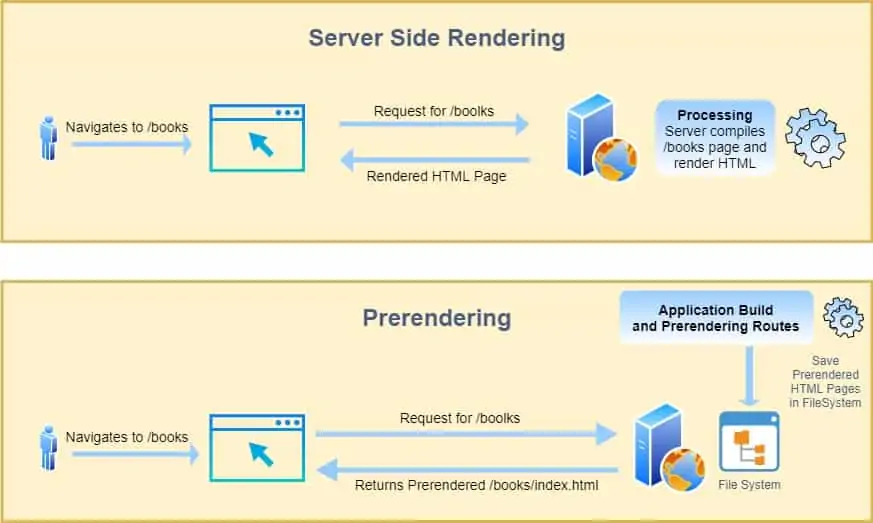 Server Side Rendering
Navigates to /books
Request for /boolks
Rendered HTML Page
Processing
Server compiles
/books page and
render HTML
Prerendering
Application Build
and Prerendering Routes
Save
Prerendered
HTML Pages
in FileSystem
Navigates to /books
Request for /boolks
Returns Prerendered /books/index.html
File System